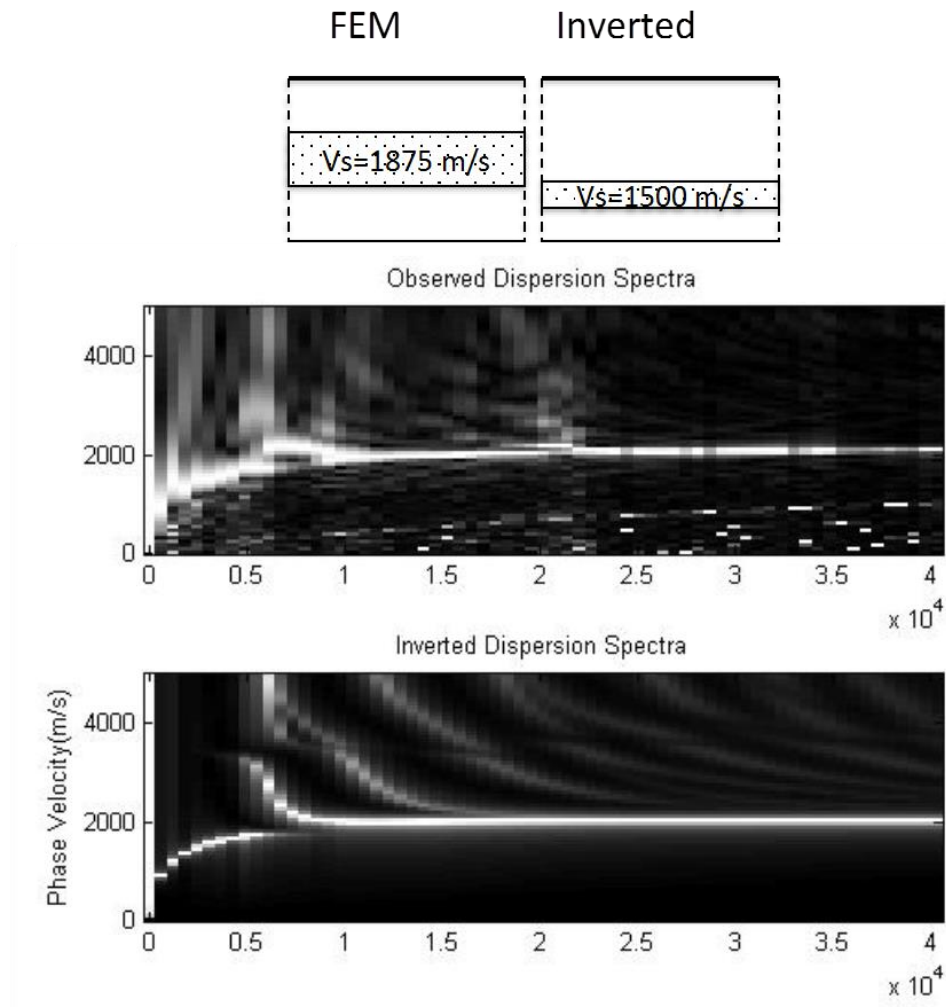 FEM Inverted
Vs=1875 m/s
Vs=1500 m/s
Observed Dispersion Spectra
4000
2000
0
0 0.5 1 1.5 2 2.5 3 3.5 4
x 10^4
Inverted Dispersion Spectra
Phase Velocity(m/s)
4000
2000
0
0 0.5 1 1.5 2 2.5 3 3.5 4
x 10^4